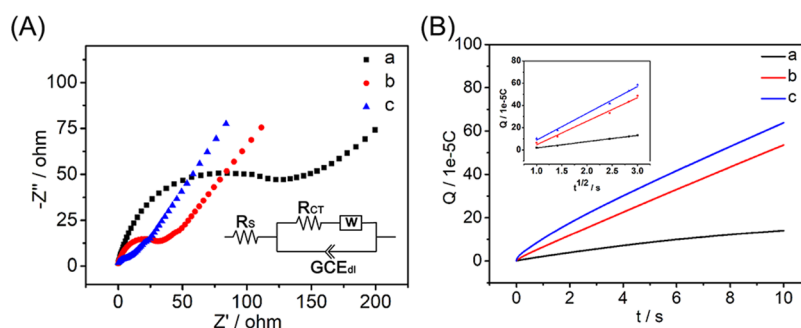 (A)
-Z'' / ohm
100
75
50
25
0
0 50 100 150 200
Z' / ohm
a
b
c
RS
RCT
W
GCEdl
(B)
Q / 1e-5C
100
80
60
40
20
0
0 2 4 6 8 10
t / s
a
b
c
Q / 1e-5C
80
60
40
20
0
1.0 1.5 2.0 2.5 3.0
t1/2 / s